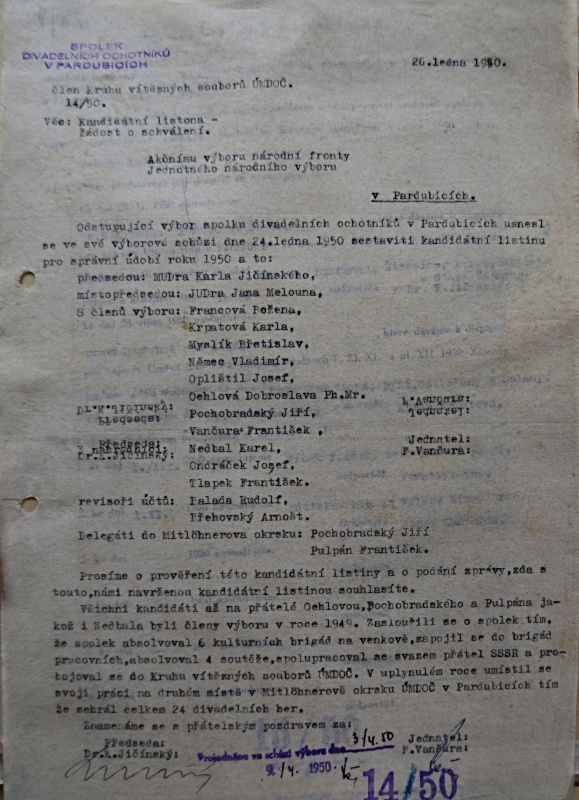 SPOLEK
DIVADELNÍCH OCHOTNÍKŮ
V PARDUBICÍCH
26.ledna 1950.
člen Kruhu vítězných souborů ÚMDOČ.
14/50.
Věc: Kandidátní listona -
žádost o schválení.
Akčnímu výboru národní fronty
Jednotného národního výboru
v Pardubicích.
Odstupující výbor spolku divadelních ochotníků v Pardubicích usnesl
se ve své výborové schůzi dne 24.ledna 1950 sestaviti kandidátní listinu
pro správní údobí roku 1950 a to:
předsedou: MUDra Karla Jičínského,
místopředsedou: JUDra Jana Melouna,
8 členů výboru: Francová Božena,
Krpatová Karla,
Myslík Břetislav,
Němec Vladimír,
Oplištil Josef,
Oehlová Dobroslava Ph.Mr.
Pochobradský Jiří,
Vančura František ,
Předseda: Jednatel:
náhradníci: Nedbal Karel,
Dr.K.Jičínský: F.Vančura:
Ondráček Josef,
Tlapek František.
revisoři účtů: Balada Rudolf,
Přehovský Arnošt.
Delegáti do Mitlöhnerova okrsku: Pochobradský Jiří
Pulpán František.
Prosíme o prověření této kandidátní listiny a o podání zprávy,zda s
touto,námi navrženou kandidátní listinou souhlasíte.
Všichni kandidáti až na přátelé Oehlovou,Pochobradského a Pulpána ja-
kož i Nedbala byli členy výboru v roce 1949. Zasloužili se o spolek tím,
že spolek absolvoval 6 kulturních brigád na venkově,zapojil se do brigád
pracovních,absolvoval 4 soutěže,spolupracoval se svazem přátel SSSR a pro-
bojoval se do Kruhu vítězných souborů ÚMDOČ. V uplynulém roce umístil se
svojí prácí na druhém místě v Mitlöhnerově okrsku ÚMDOČ v Pardubicích tím
že sehrál celkem 24 divadelních her.
Znamenáme se s přátelským pozdravem za:
Předseda: Jednatel:
Dr.K.Jičínský: F.Vančura:
Projednáno ve schůzi výboru dne 3/4.50
9./4. 1950.
14/50